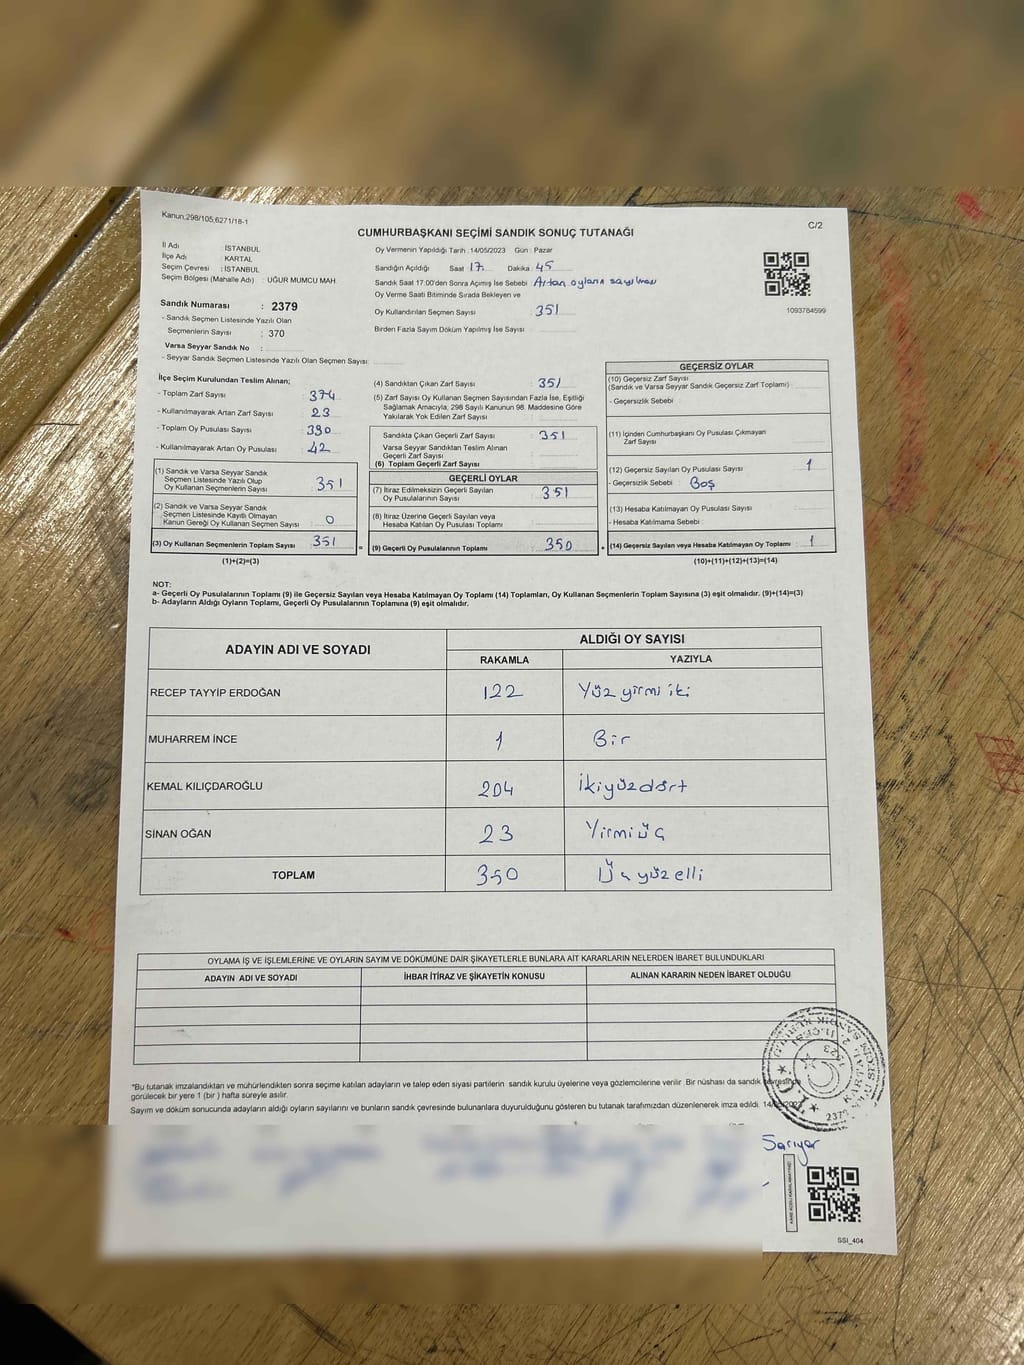 Kanun;298/105;6271/18-1
C/2
CUMHURBAŞKANI SEÇİMİ SANDIK SONUÇ TUTANAĞI
İl Adı : İSTANBUL
İlçe Adı : KARTAL
Seçim Çevresi : İSTANBUL
Seçim Bölgesi (Mahalle Adı) : UĞUR MUMCU MAH
Oy Vermenin Yapıldığı Tarih :14/05/2023 Gün : Pazar
Sandığın Açıldığı Saat 17 Dakika : 45
Sandık Saat 17:00'den Sonra Açımış İse Sebebi Artan oyların sayılması
Oy Verme Saati Bitiminde Sırada Bekleyen ve
Oy Kullandırılan Seçmen Sayısı : 351
Birden Fazla Sayım Döküm Yapılmış İse Sayısı :
1093784599
Sandık Numarası : 2379
- Sandık Seçmen Listesinde Yazılı Olan
Seçmenlerin Sayısı : 370
Varsa Seyyar Sandık No :
- Seyyar Sandık Seçmen Listesinde Yazılı Olan Seçmen Sayısı:
İlçe Seçim Kurulundan Teslim Alınan;
- Toplam Zarf Sayısı : 374
- Kullanılmayarak Artan Zarf Sayısı : 23
- Toplam Oy Pusulası Sayısı : 390
- Kullanılmayarak Artan Oy Pusulası : 42
(1) Sandık ve Varsa Seyyar Sandık
Seçmen Listesinde Yazılı Olup
Oy Kullanan Seçmenlerin Sayısı : 351
(2) Sandık ve Varsa Seyyar Sandık
Seçmen Listesinde Kayıtlı Olmayan
Kanun Gereği Oy Kullanan Seçmen Sayısı : 0
(3) Oy Kullanan Seçmenlerin Toplam Sayısı : 351
(1)+(2)=(3)
(4) Sandıktan Çıkan Zarf Sayısı : 351
(5) Zarf Sayısı Oy Kullanan Seçmen Sayısından Fazla İse, Eşitliği
Sağlamak Amacıyla; 298 Sayılı Kanunun 98. Maddesine Göre
Yakılarak Yok Edilen Zarf Sayısı :
Sandıkta Çıkan Geçerli Zarf Sayısı : 351
Varsa Seyyar Sandıktan Teslim Alınan
Geçerli Zarf Sayısı :
(6) Toplam Geçerli Zarf Sayısı
GEÇERLİ OYLAR
(7) İtiraz Edilmeksizin Geçerli Sayılan
Oy Pusulalarının Sayısı : 351
(8) İtiraz Üzerine Geçerli Sayılan veya
Hesaba Katılan Oy Pusulası Toplamı :
= (9) Geçerli Oy Pusulalarının Toplamı : 350
GEÇERSİZ OYLAR
(10) Geçersiz Zarf Sayısı
(Sandık ve Varsa Seyyar Sandık Geçersiz Zarf Toplamı) :
- Geçersizlik Sebebi :
(11) İçinden Cumhurbaşkanı Oy Pusulası Çıkmayan
Zarf Sayısı :
(12) Geçersiz Sayılan Oy Pusulası Sayısı : 1
- Geçersizlik Sebebi : Boş
(13) Hesaba Katılmayan Oy Pusulası Sayısı :
- Hesaba Katılmama Sebebi :
+ (14) Geçersiz Sayılan veya Hesaba Katılmayan Oy Toplamı : 1
(10)+(11)+(12)+(13)=(14)
NOT:
a- Geçerli Oy Pusulalarının Toplamı (9) ile Geçersiz Sayılan veya Hesaba Katılmayan Oy Toplamı (14) Toplamları, Oy Kullanan Seçmenlerin Toplam Sayısına (3) eşit olmalıdır. (9)+(14)=(3)
b- Adayların Aldığı Oyların Toplamı, Geçerli Oy Pusulalarının Toplamına (9) eşit olmalıdır.
ADAYIN ADI VE SOYADI ALDIĞI OY SAYISI
RAKAMLA YAZIYLA
RECEP TAYYİP ERDOĞAN 122 Yüz yirmi iki
MUHARREM İNCE 1 Bir
KEMAL KILIÇDAROĞLU 204 İkiyüzdört
SİNAN OĞAN 23 Yirmiüç
TOPLAM 350 Üçyüzelli
OYLAMA İŞ VE İŞLEMLERİNE VE OYLARIN SAYIM VE DÖKÜMÜNE DAİR ŞİKAYETLERLE BUNLARA AİT KARARLARIN NELERDEN İBARET BULUNDUKLARI
ADAYIN ADI VE SOYADI İHBAR İTİRAZ VE ŞİKAYETİN KONUSU ALINAN KARARIN NEDEN İBARET OLDUĞU
*Bu tutanak imzalandıktan ve mühürlendikten sonra seçime katılan adayların ve talep eden siyasi partilerin sandık kurulu üyelerine veya gözlemcilerine verilir .Bir nüshası da sandık çevresinde
görülecek bir yere 1 (bir ) hafta süreyle asılır.
Sayım ve döküm sonucunda adayların aldığı oyların sayılarını ve bunların sandık çevresinde bulunanlara duyurulduğunu gösteren bu tutanak tarafımızdan düzenlenerek imza edildi. 14/05/2023
T.C.
2379
Sarıyer
SSI_404